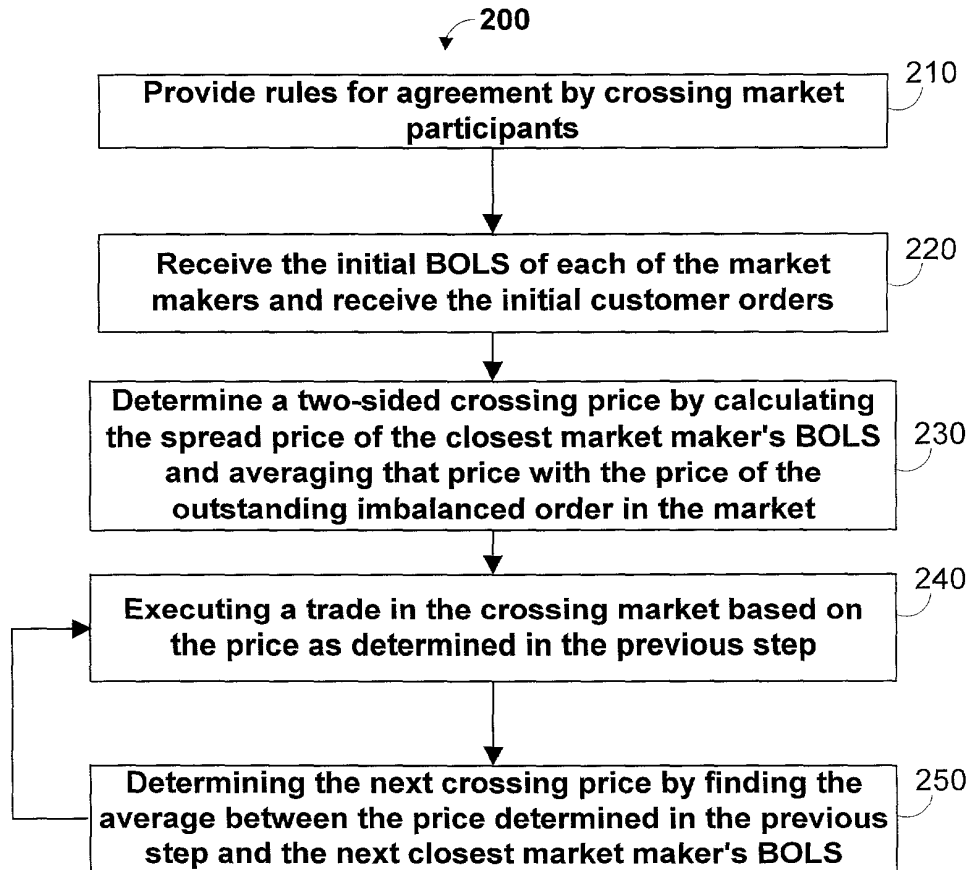 200
210
Provide rules for agreement by crossing market
participants
220
Receive the initial BOLS of each of the market
makers and receive the initial customer orders
230
Determine a two-sided crossing price by calculating
the spread price of the closest market maker's BOLS
and averaging that price with the price of the
outstanding imbalanced order in the market
240
Executing a trade in the crossing market based on
the price as determined in the previous step
250
Determining the next crossing price by finding the
average between the price determined in the previous
step and the next closest market maker's BOLS